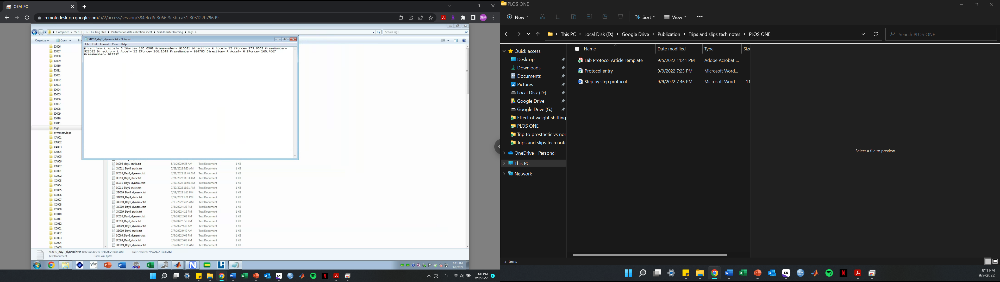 OEM-PC
remotedesktop.google.com/u/2/access/session/384efcd6-3066-3c3b-ca51-303122b796d9
惠婷
Computer ▸ SSD1 (F:) ▸ Hui Ting Shih ▸ Perturbation data collection sheet ▸ Stabilometer learning ▸ logs ▸
Search logs
Organize
Open
XD010_day1_dynamic.txt - Notepad
File Edit Format View Help
Direction= L Accel= 6 ZForce= 165.0368 FrameNumber= 910031 Direction= R Accel= 12 ZForce= 175.6603 FrameNumber=
922022 Direction= L Accel= 12 ZForce= 166.1049 FrameNumber= 924785 Direction= R Accel= 6 ZForce= 160.7067
FrameNumber= 927252
IC006
IC007
IC008
IC009
IC010
IC011
ID001
ID002
ID003
ID004
ID005
ID006
ID007
ID008
ID009
ID010
ID011
logs
symmetrylogs
XA001
XA002
XA003
XA004
XA005
XA006
XA007
XC001
XC002
XC003
XC004
XC005
XC006
XC007
XC008
XC009
XC010
XC011
XC012
XD001
XD002
XD003
XD004
XD005
IA006_day1_static.txt 8/1/2022 9:58 AM Text Document 1 KB
XC011_Day3_static.txt 7/29/2022 9:25 AM Text Document 1 KB
IC010_Day3_dynamic.txt 7/21/2022 11:46 AM Text Document 1 KB
IC010_Day3_static.txt 7/21/2022 11:33 AM Text Document 1 KB
IC011_Day1_dynamic.txt 7/20/2022 11:56 AM Text Document 1 KB
IC011_Day1_static.txt 7/20/2022 11:51 AM Text Document 1 KB
XD009_Day3_dynamic.txt 7/19/2022 1:12 PM Text Document 1 KB
XD009_Day3_static.txt 7/19/2022 1:01 PM Text Document 1 KB
XC010_Day1_dynamic.txt 7/13/2022 9:55 AM Text Document 1 KB
XC009_Day3_dynamic.txt 7/8/2022 4:23 PM Text Document 1 KB
XC009_Day3_static.txt 7/8/2022 4:16 PM Text Document 1 KB
IC010_Day1_dynamic.txt 7/8/2022 2:03 PM Text Document 1 KB
IC010_Day1_static.txt 7/8/2022 1:55 PM Text Document 1 KB
XD009_Day1_dynamic.txt 7/7/2022 9:43 AM Text Document 1 KB
XD009_Day1_static.txt 7/7/2022 9:40 AM Text Document 1 KB
IC009_Day3_dynamic.txt 7/6/2022 5:09 PM Text Document 1 KB
IC009_Day3_static.txt 7/6/2022 5:03 PM Text Document 1 KB
XC009_Day1_dynamic.txt 7/6/2022 11:50 AM Text Document 1 KB
XD010_day1_dynamic.txt Date modified: 9/9/2022 10:08 AM Date created: 9/9/2022 10:08 AM
Text Document Size: 242 bytes
6:11 PM
9/9/2022
英
8:11 PM
9/9/2022
6
PLOS ONE
New Sort View
This PC > Local Disk (D:) > Google Drive > Publication > Trips and slips tech notes > PLOS ONE
Search PLOS ONE
Quick access
Desktop
Downloads
Documents
Pictures
Local Disk (D:)
Google Drive
Google Drive (G:)
Effect of weight shifting
PLOS ONE
Trip to prosthetic vs nor
Trips and slips tech note
OneDrive - Personal
This PC
Network
Name Date modified Type Size
Lab Protocol Article Template 9/5/2022 11:41 PM Adobe Acrobat ...
Protocol entry 9/9/2022 7:25 PM Microsoft Word...
Step by step protocol 9/9/2022 7:46 PM Microsoft Word... 11
Select a file to preview.
3 items
8:11 PM
9/9/2022